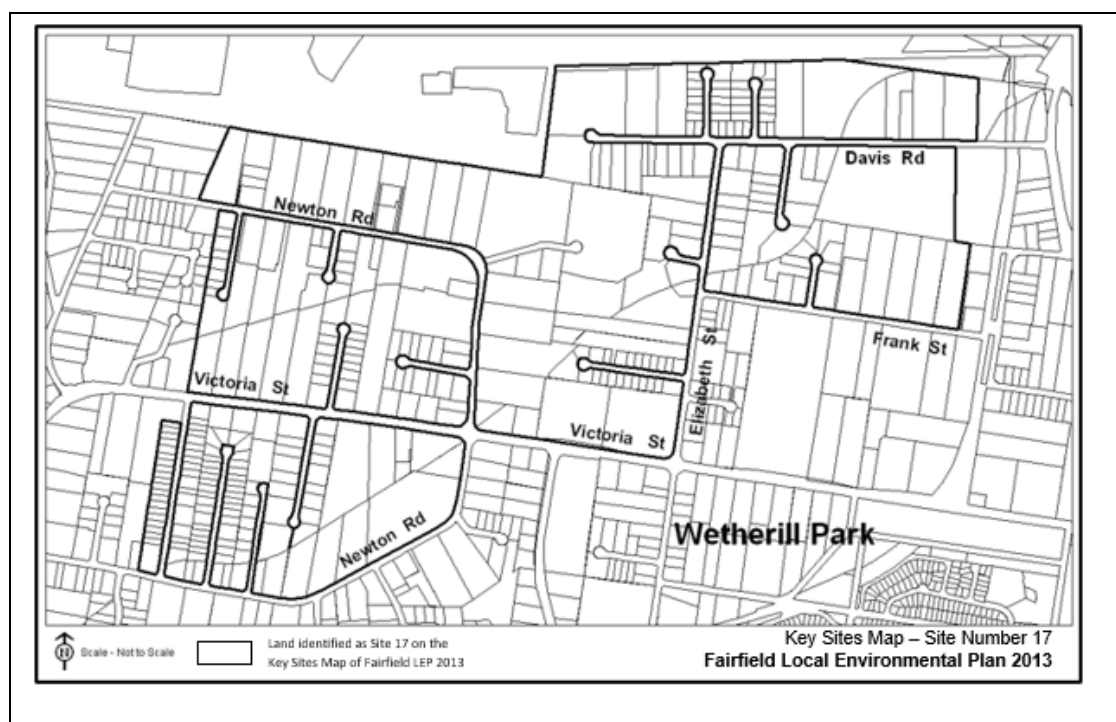 Davis Rd
Newton Rd
Frank St
Elizabeth St
Victoria St
Victoria St
Newton Rd
Wetherill Park
N
Scale - Not to Scale
Land identified as Site 17 on the
Key Sites Map of Fairfield LEP 2013
Key Sites Map – Site Number 17
Fairfield Local Environmental Plan 2013